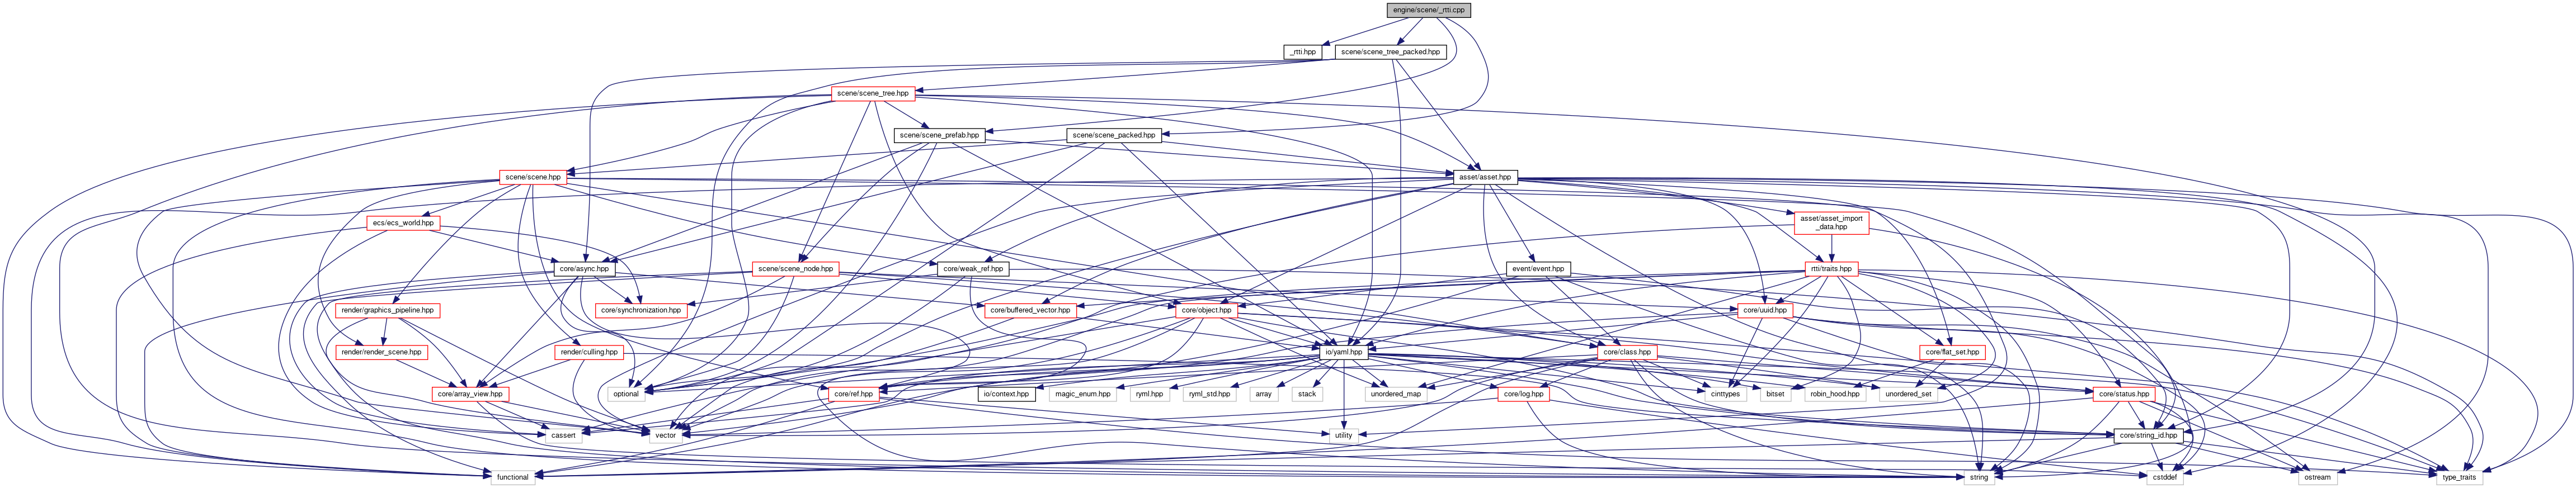 engine/scene/_rtti.cpp
_rtti.hpp
scene/scene_tree_packed.hpp
scene/scene_tree.hpp
scene/scene_prefab.hpp
scene/scene_packed.hpp
scene/scene.hpp
asset/asset.hpp
ecs/ecs_world.hpp
asset/asset_import
_data.hpp
core/async.hpp
scene/scene_node.hpp
core/weak_ref.hpp
event/event.hpp
rtti/traits.hpp
render/graphics_pipeline.hpp
core/synchronization.hpp
core/buffered_vector.hpp
core/object.hpp
core/uuid.hpp
render/render_scene.hpp
render/culling.hpp
io/yaml.hpp
core/class.hpp
core/flat_set.hpp
core/array_view.hpp
optional
core/ref.hpp
io/context.hpp
magic_enum.hpp
ryml.hpp
ryml_std.hpp
array
stack
unordered_map
core/log.hpp
cinttypes
bitset
robin_hood.hpp
unordered_set
core/status.hpp
cassert
vector
utility
core/string_id.hpp
functional
string
cstddef
ostream
type_traits